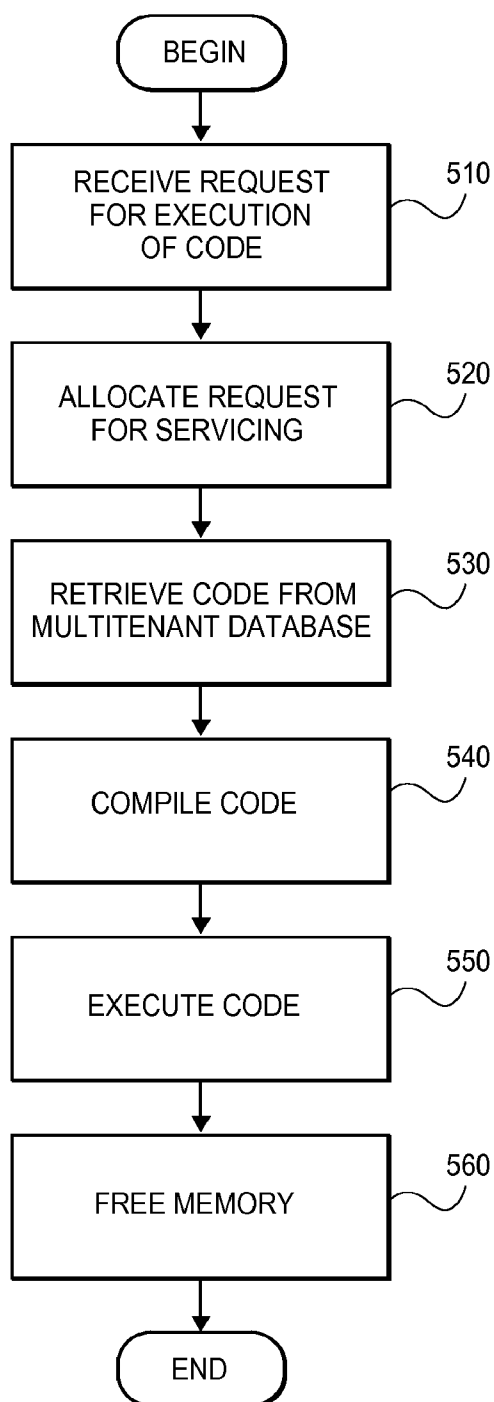 BEGIN
RECEIVE REQUEST
FOR EXECUTION
OF CODE
510
ALLOCATE REQUEST
FOR SERVICING
520
RETRIEVE CODE FROM
MULTITENANT DATABASE
530
COMPILE CODE
540
EXECUTE CODE
550
FREE MEMORY
560
END